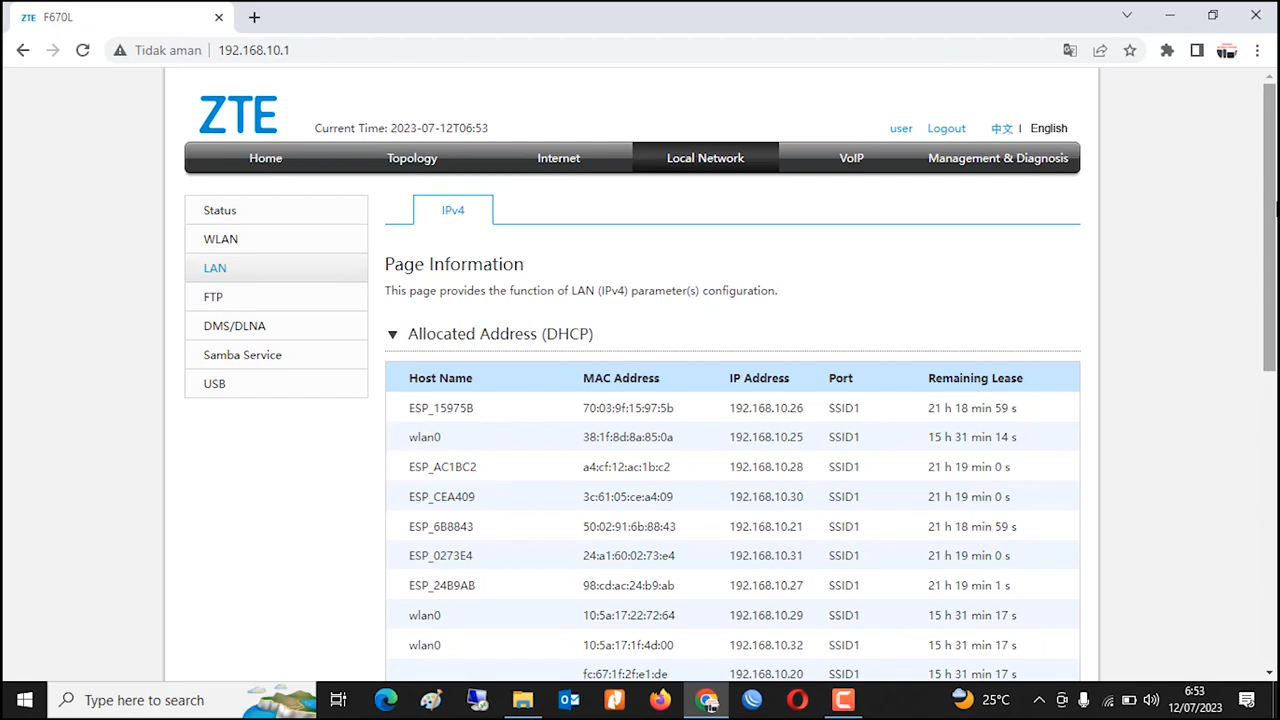 ZTE F670L
Tidak aman 192.168.10.1
ZTE
Current Time: 2023-07-12T06:53
user Logout 中文 | English
Home Topology Internet Local Network VoIP Management & Diagnosis
Status
WLAN
LAN
FTP
DMS/DLNA
Samba Service
USB
IPv4
Page Information
This page provides the function of LAN (IPv4) parameter(s) configuration.
▼ Allocated Address (DHCP)
Host Name MAC Address IP Address Port Remaining Lease
ESP_15975B 70:03:9f:15:97:5b 192.168.10.26 SSID1 21 h 18 min 59 s
wlan0 38:1f:8d:8a:85:0a 192.168.10.25 SSID1 15 h 31 min 14 s
ESP_AC1BC2 a4:cf:12:ac:1b:c2 192.168.10.28 SSID1 21 h 19 min 0 s
ESP_CEA409 3c:61:05:ce:a4:09 192.168.10.30 SSID1 21 h 19 min 0 s
ESP_6B8843 50:02:91:6b:88:43 192.168.10.21 SSID1 21 h 18 min 59 s
ESP_0273E4 24:a1:60:02:73:e4 192.168.10.31 SSID1 21 h 19 min 0 s
ESP_24B9AB 98:cd:ac:24:b9:ab 192.168.10.27 SSID1 21 h 19 min 1 s
wlan0 10:5a:17:22:72:64 192.168.10.29 SSID1 15 h 31 min 17 s
wlan0 10:5a:17:1f:4d:00 192.168.10.32 SSID1 15 h 31 min 17 s
fc:67:1f:2f:e1:de 192.168.10.20 SSID1 15 h 31 min 17 s
Type here to search
25°C
6:53
12/07/2023